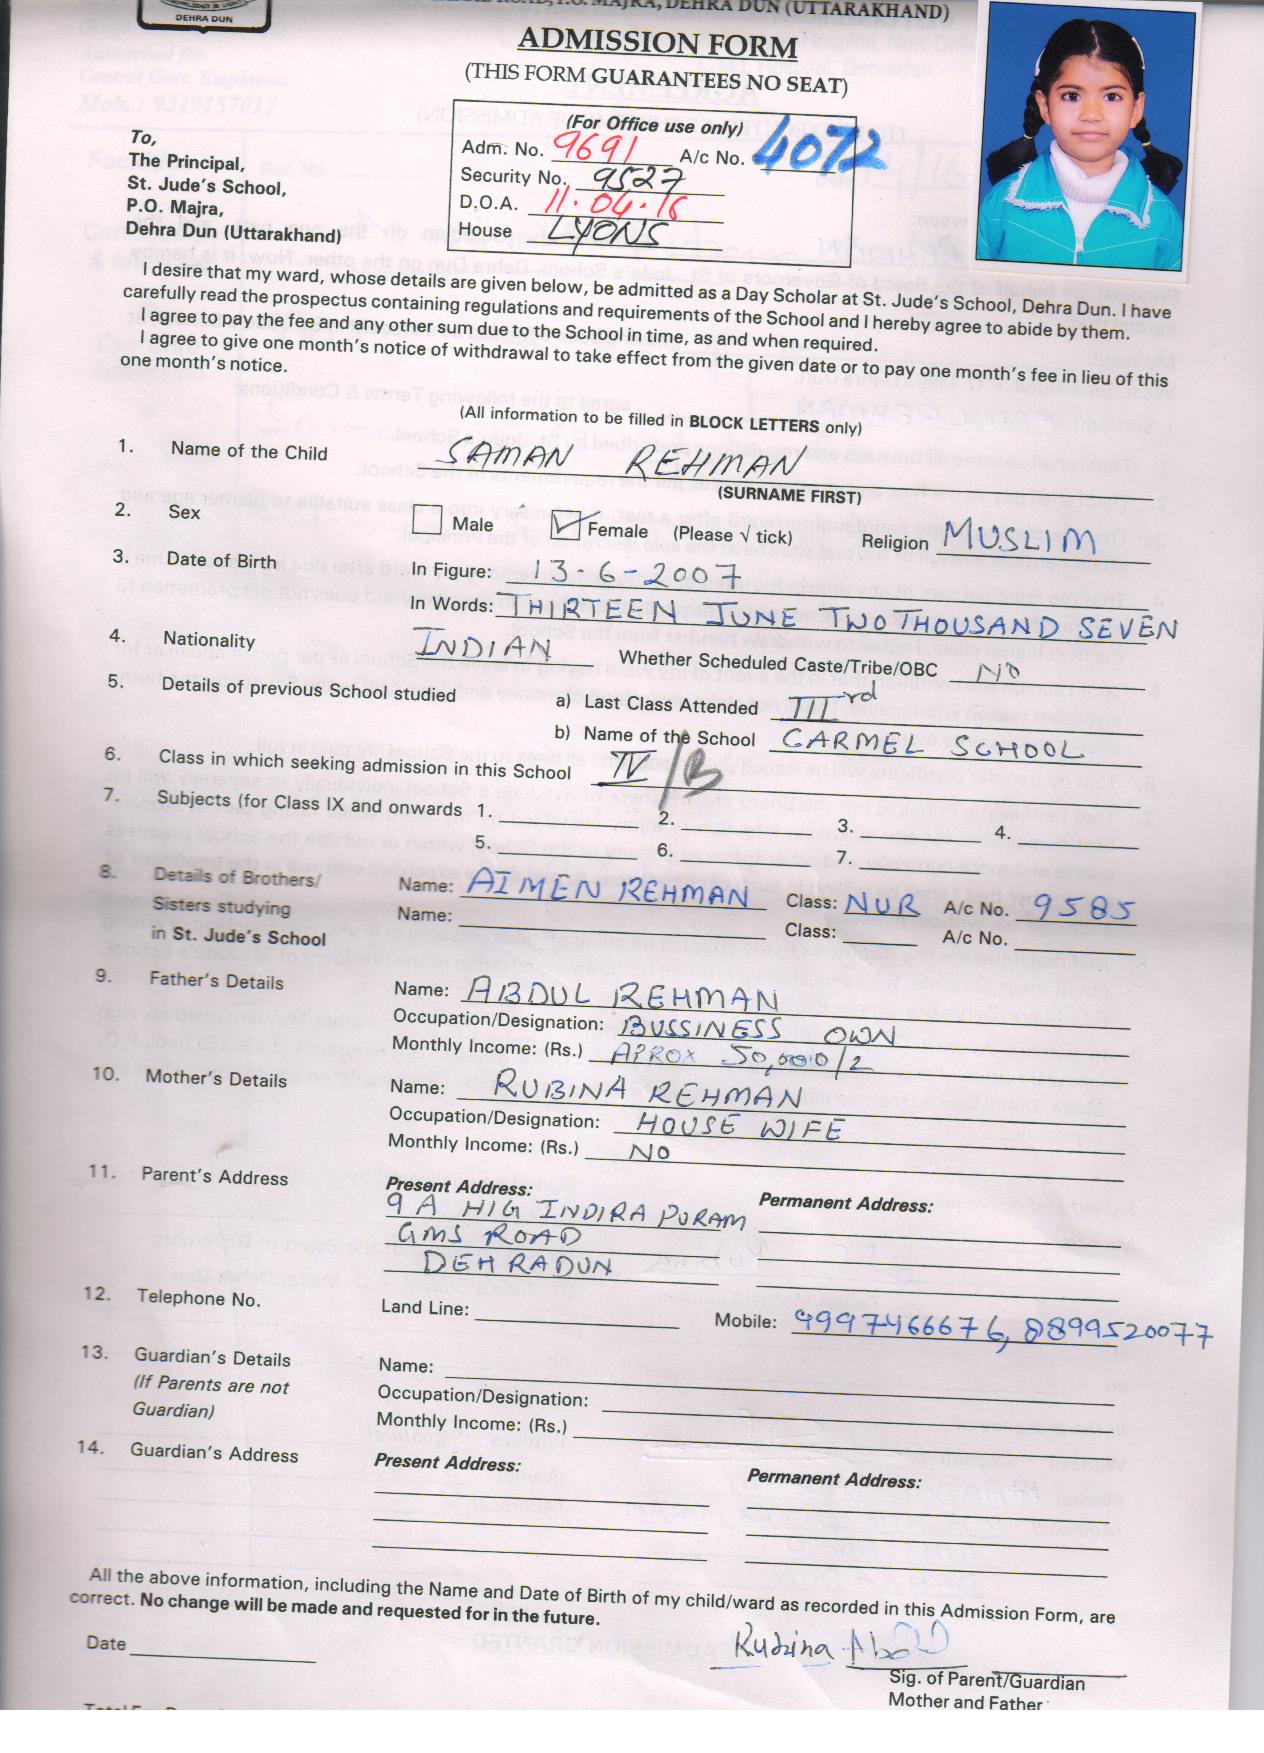 DEHRA DUN
ROAD, P.O. MAJRA, DEHRA DUN (UTTARAKHAND)
ADMISSION FORM
(THIS FORM GUARANTEES NO SEAT)
(For Office use only)
Adm. No. 9691 A/c No. 4072
Security No. 9527
D.O.A. 11.04.16
House LYONS
To,
The Principal,
St. Jude's School,
P.O. Majra,
Dehra Dun (Uttarakhand)
I desire that my ward, whose details are given below, be admitted as a Day Scholar at St. Jude's School, Dehra Dun. I have
carefully read the prospectus containing regulations and requirements of the School and I hereby agree to abide by them.
I agree to pay the fee and any other sum due to the School in time, as and when required.
I agree to give one month's notice of withdrawal to take effect from the given date or to pay one month's fee in lieu of this
one month's notice.
(All information to be filled in BLOCK LETTERS only)
1. Name of the Child SAMAN REHMAN
(SURNAME FIRST)
2. Sex Male Female (Please √ tick) Religion MUSLIM
3. Date of Birth In Figure: 13-6-2007
In Words: THIRTEEN JUNE TWO THOUSAND SEVEN
4. Nationality INDIAN Whether Scheduled Caste/Tribe/OBC NO
5. Details of previous School studied a) Last Class Attended IIIrd
b) Name of the School CARMEL SCHOOL
6. Class in which seeking admission in this School IV/B
7. Subjects (for Class IX and onwards 1. 2. 3. 4.
5. 6. 7.
8. Details of Brothers/ Name: AIMEN REHMAN Class: NUR A/c No. 9585
Sisters studying Name: Class: A/c No.
in St. Jude's School
9. Father's Details Name: ABDUL REHMAN
Occupation/Designation: BUSSINESS OWN
Monthly Income: (Rs.) APROX 50,000/2
10. Mother's Details Name: RUBINA REHMAN
Occupation/Designation: HOUSE WIFE
Monthly Income: (Rs.) NO
11. Parent's Address Present Address: Permanent Address:
9 A HIG INDIRA PURAM
GMS ROAD
DEHRADUN
12. Telephone No. Land Line: Mobile: 9997466676, 8899520077
13. Guardian's Details Name:
(If Parents are not Occupation/Designation:
Guardian) Monthly Income: (Rs.)
14. Guardian's Address Present Address: Permanent Address:
All the above information, including the Name and Date of Birth of my child/ward as recorded in this Admission Form, are
correct. No change will be made and requested for in the future.
Date Rubina
Sig. of Parent/Guardian
Mother and Father